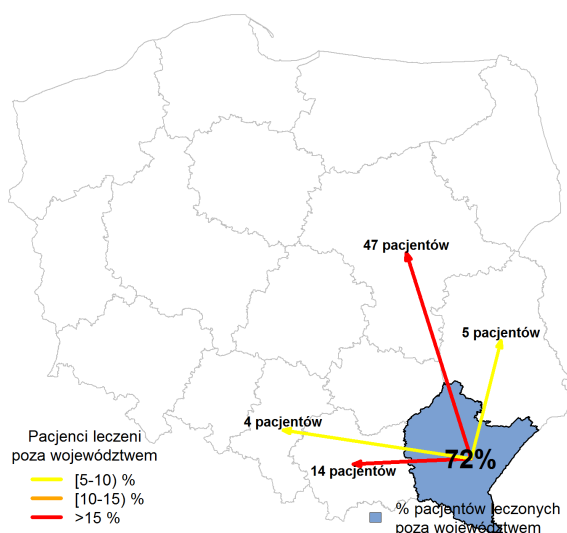 47 pacjentów
5 pacjentów
4 pacjentów
14 pacjentów
72%
Pacjenci leczeni
poza województwem
[5-10) %
[10-15) %
>15 %
% pacjentów leczonych
poza województwem